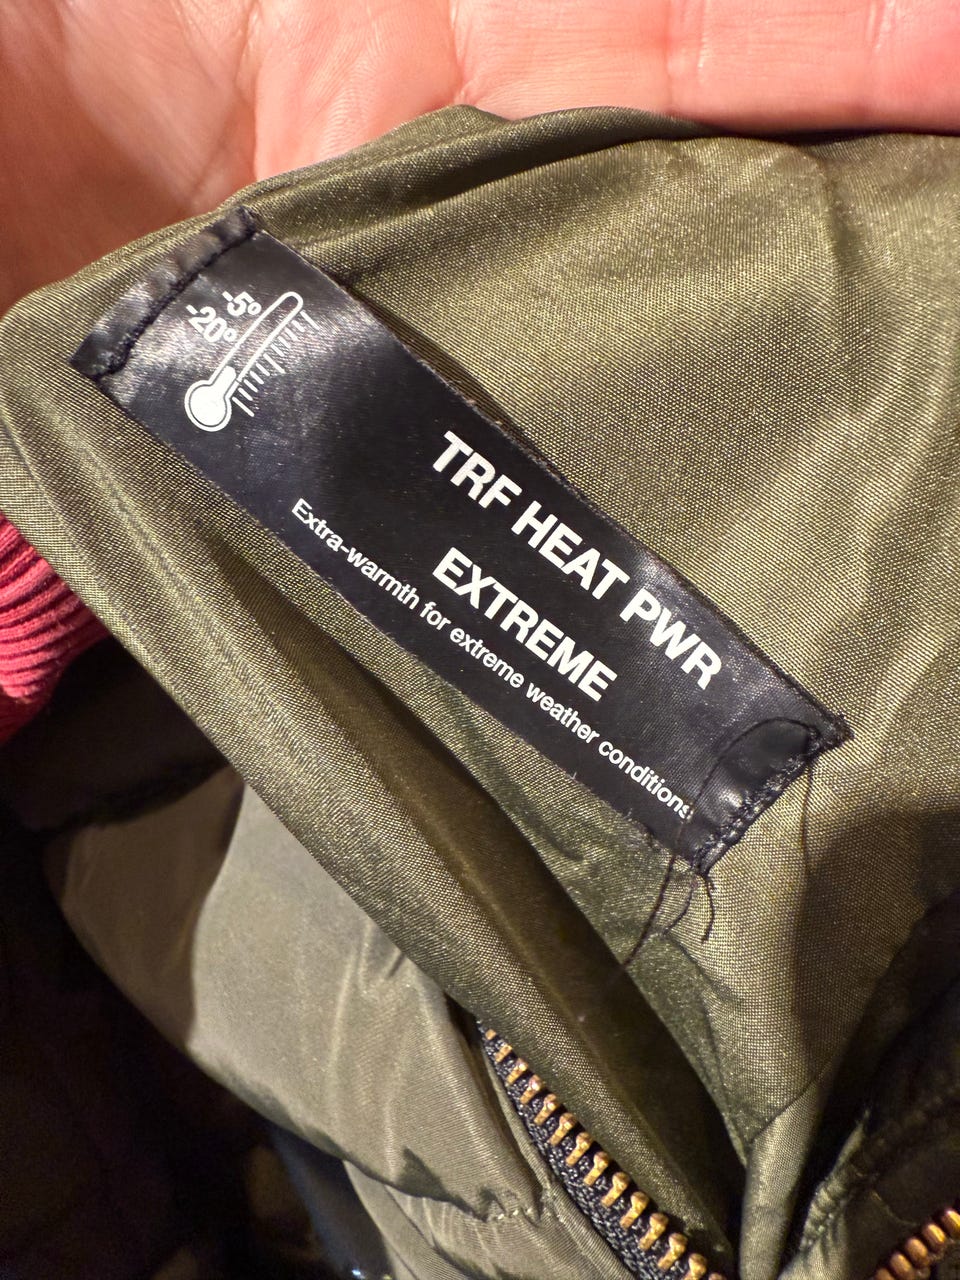 -5º
-20º
TRF HEAT PWR
EXTREME
Extra-warmth for extreme weather conditions